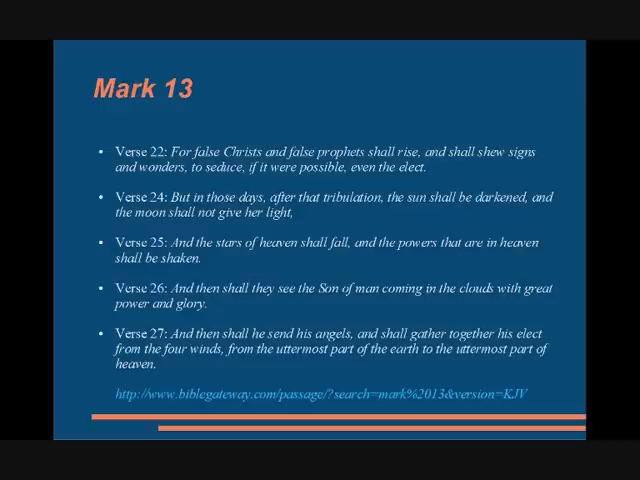 Mark 13
• Verse 22: For false Christs and false prophets shall rise, and shall shew signs
and wonders, to seduce, if it were possible, even the elect.
• Verse 24: But in those days, after that tribulation, the sun shall be darkened, and
the moon shall not give her light,
• Verse 25: And the stars of heaven shall fall, and the powers that are in heaven
shall be shaken.
• Verse 26: And then shall they see the Son of man coming in the clouds with great
power and glory.
• Verse 27: And then shall he send his angels, and shall gather together his elect
from the four winds, from the uttermost part of the earth to the uttermost part of
heaven.
http://www.biblegateway.com/passage/?search=mark%2013&version=KJV